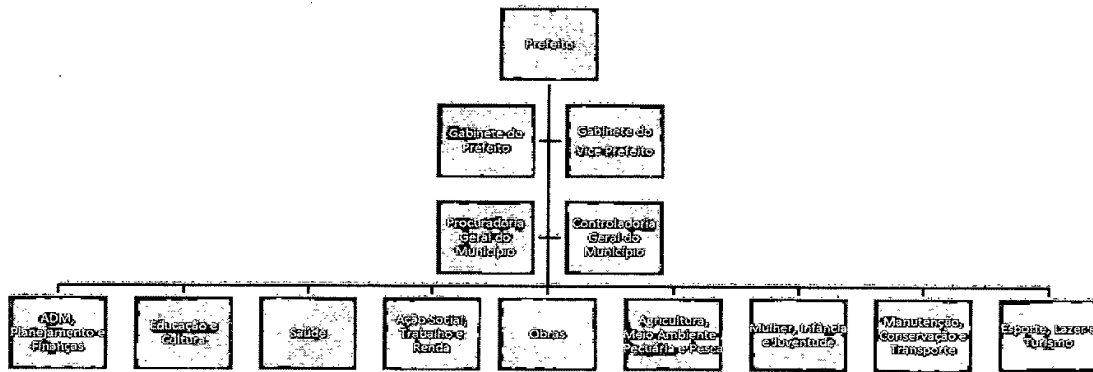 Prefeito
Gabinete do
Prefeito
Gabinete do
Vice Prefeito
Procuradoria
Geral do
Município
Controladoria
Geral do
Município
ADM,
Planejamento e
Finanças
Educação e
Cultura
Saúde
Ação Social,
Trabalho e
Renda
Obras
Agricultura,
Meio Ambiente
Pecuária e Pesca
Mulher, Infância
e Juventude
Manutenção,
Conservação e
Transporte
Esporte, Lazer e
Turismo